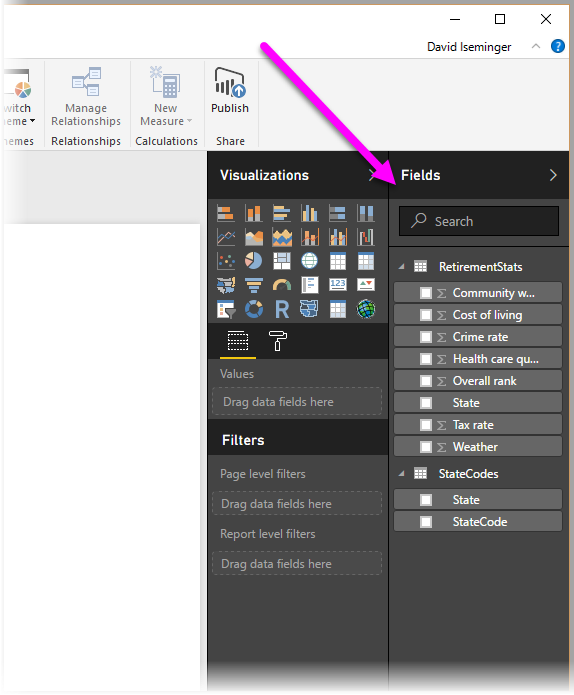 David Iseminger
?
witch
eme
Manage
Relationships
New
Measure
Publish
hemes
Relationships
Calculations
Share
Visualizations
Fields
Search
R
123
RetirementStats
Community w...
Cost of living
Crime rate
Health care qu...
Overall rank
State
Tax rate
Weather
StateCodes
State
StateCode
Values
Drag data fields here
Filters
Page level filters
Drag data fields here
Report level filters
Drag data fields here